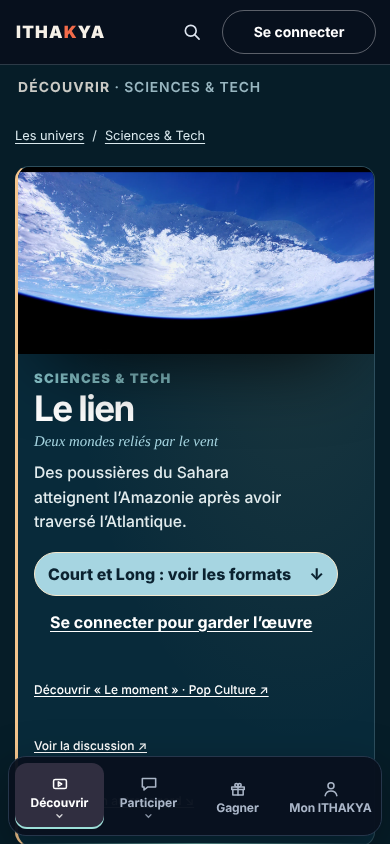 ITHAKYA
Se connecter
DÉCOUVRIR · SCIENCES & TECH
Les univers / Sciences & Tech
SCIENCES & TECH
Le lien
Deux mondes reliés par le vent
Des poussières du Sahara
atteignent l’Amazonie après avoir
traversé l’Atlantique.
Court et Long : voir les formats ↓
Se connecter pour garder l’œuvre
Découvrir « Le moment » · Pop Culture ↗
Voir la discussion ↗
Découvrir
Participer
Gagner
Mon ITHAKYA